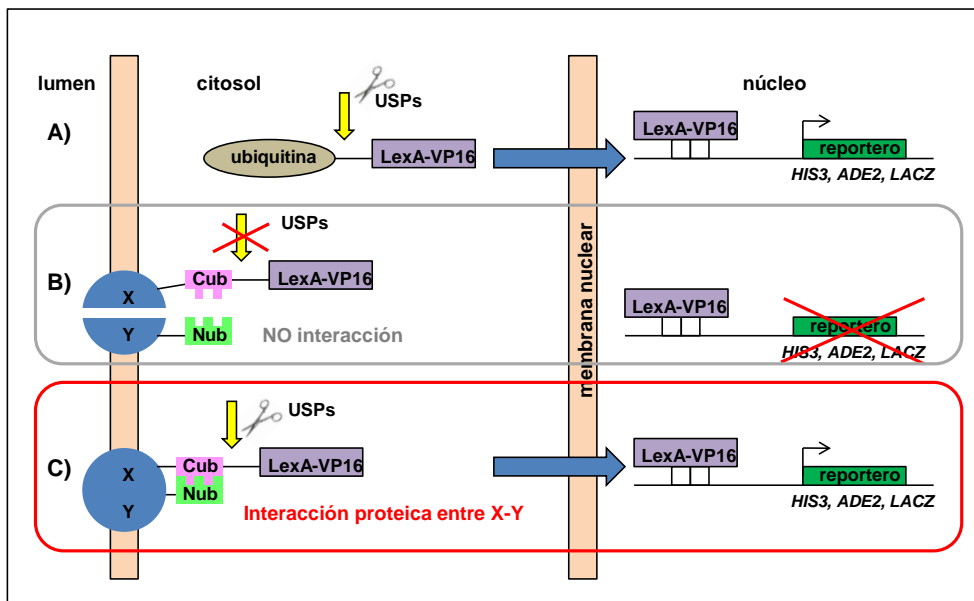 lumen
citosol
núcleo
A)
USPs
ubiquitina
LexA-VP16
LexA-VP16
reportero
HIS3, ADE2, LACZ
membrana nuclear
B)
USPs
X
Cub
LexA-VP16
Y
Nub
NO interacción
LexA-VP16
reportero
HIS3, ADE2, LACZ
C)
USPs
X
Cub
LexA-VP16
Y
Nub
Interacción proteica entre X-Y
LexA-VP16
reportero
HIS3, ADE2, LACZ